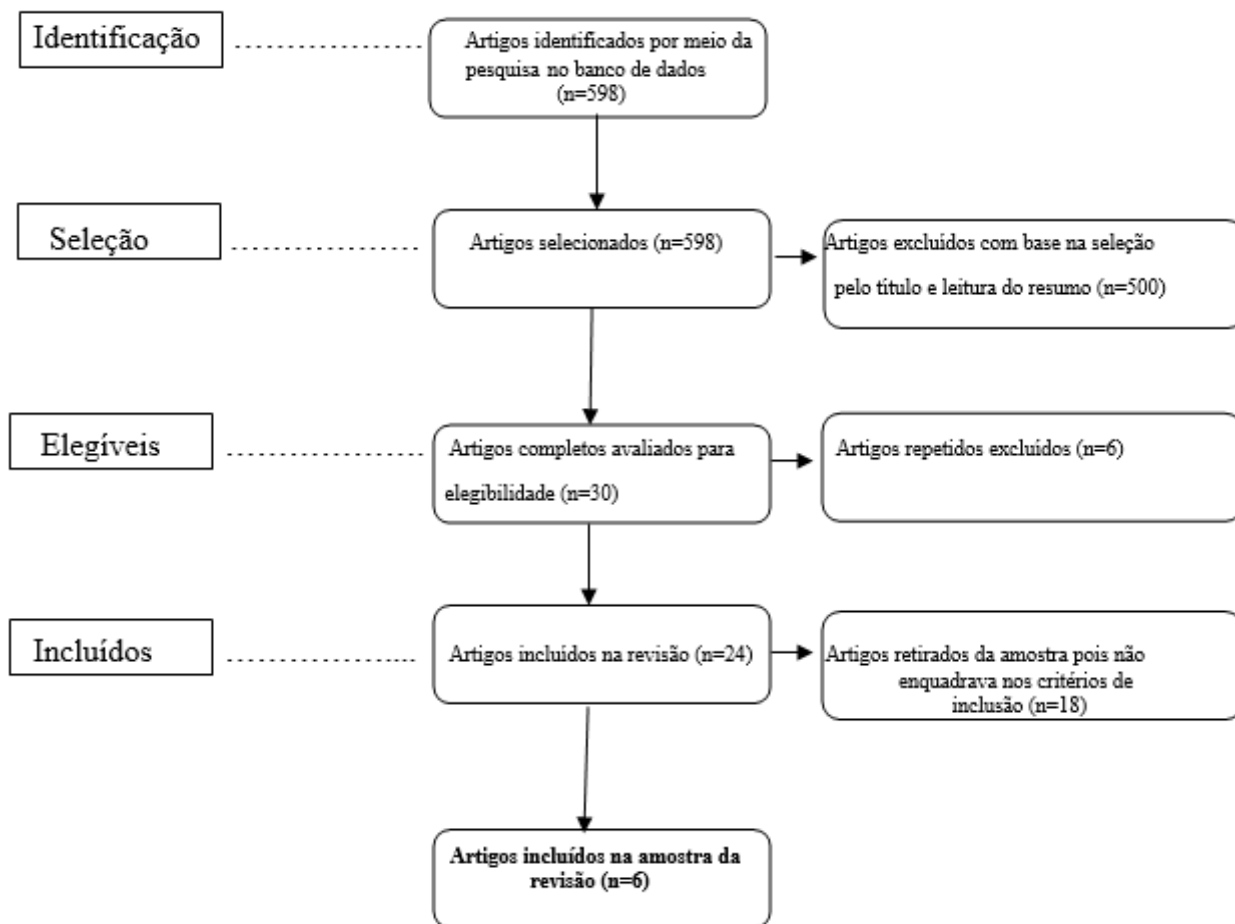 Identificação
Artigos identificados por meio da
pesquisa no banco de dados
(n=598)
Seleção
Artigos selecionados (n=598)
Artigos excluídos com base na seleção
pelo título e leitura do resumo (n=500)
Elegíveis
Artigos completos avaliados para
elegibilidade (n=30)
Artigos repetidos excluídos (n=6)
Incluídos
Artigos incluídos na revisão (n=24)
Artigos retirados da amostra pois não
enquadrava nos critérios de
inclusão (n=18)
Artigos incluídos na amostra da
revisão (n=6)